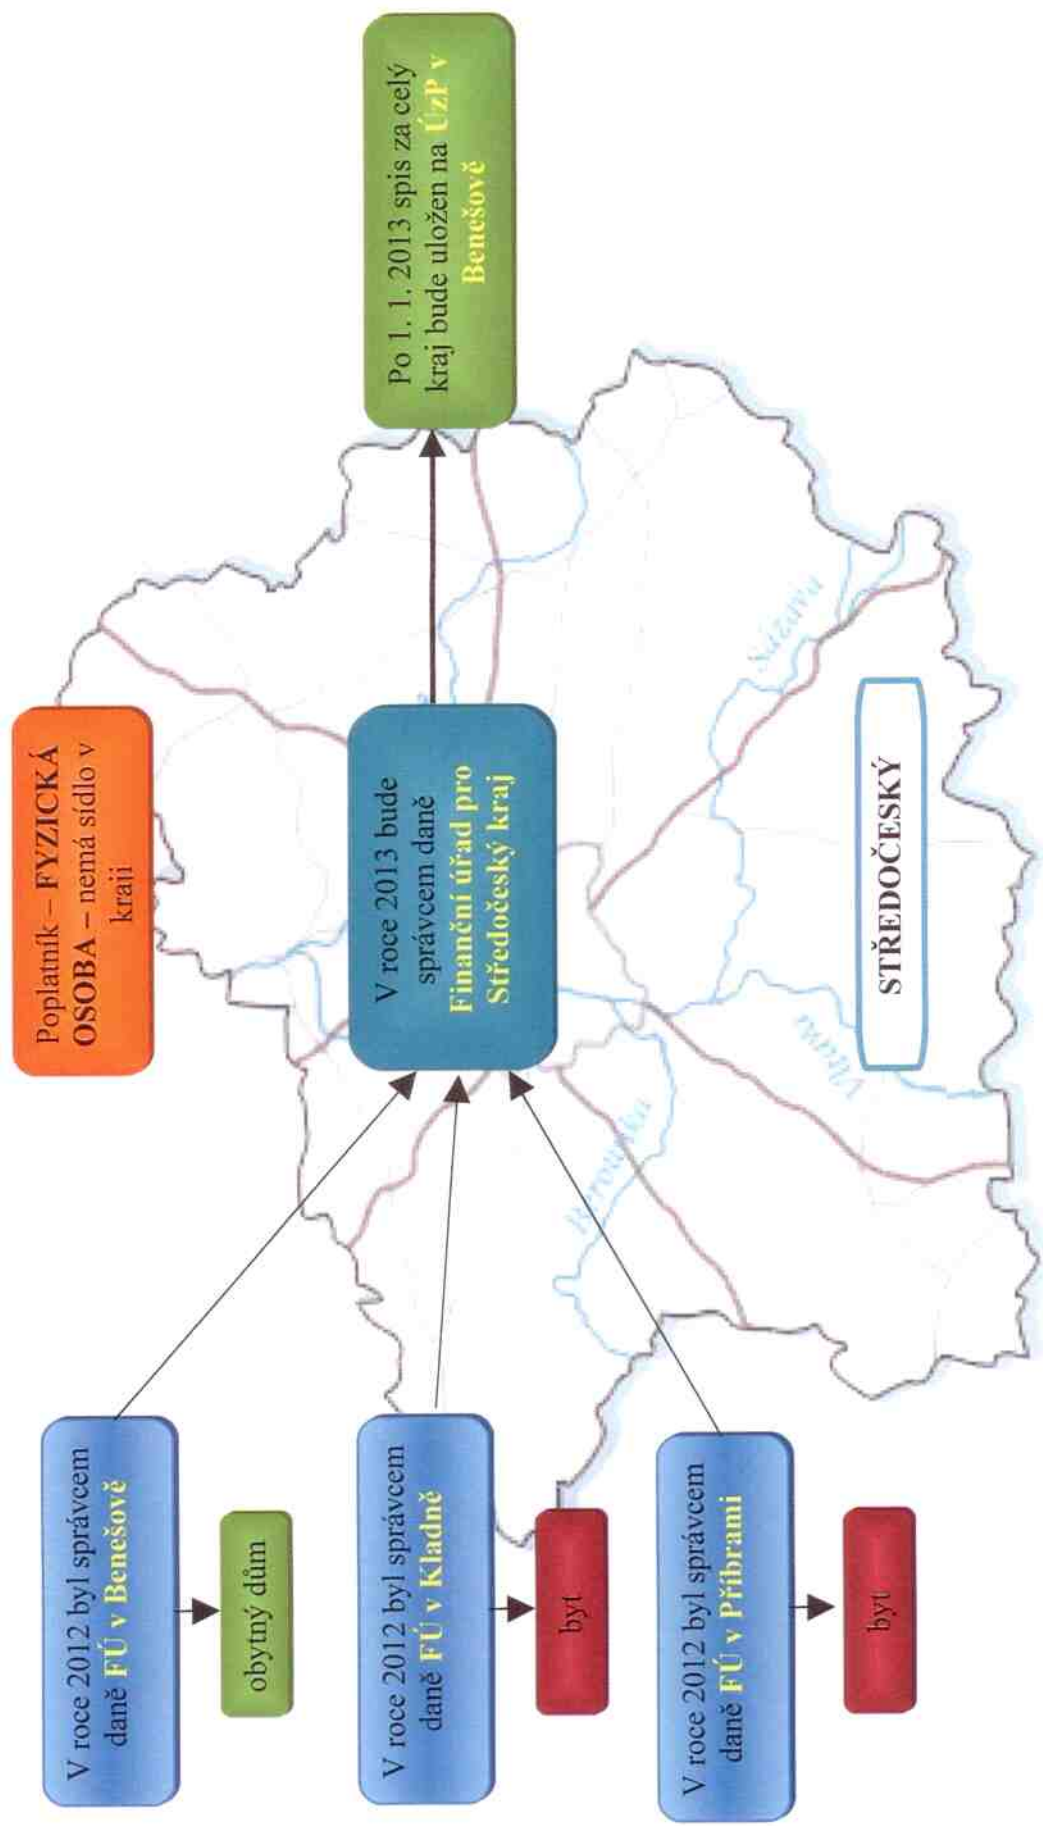 Poplatník – FYZICKÁ
OSOBA – nemá sídlo v
kraji
V roce 2012 byl správcem
daně FÚ v Benešově
obytný dům
V roce 2012 byl správcem
daně FÚ v Kladně
byt
V roce 2012 byl správcem
daně FÚ v Příbrami
byt
V roce 2013 bude
správcem daně
Finanční úřad pro
Středočeský kraj
Po 1. 1. 2013 spis za celý
kraj bude uložen na ÚzP v
Benešově
Berounka
Vltava
Sázava
STŘEDOČESKÝ